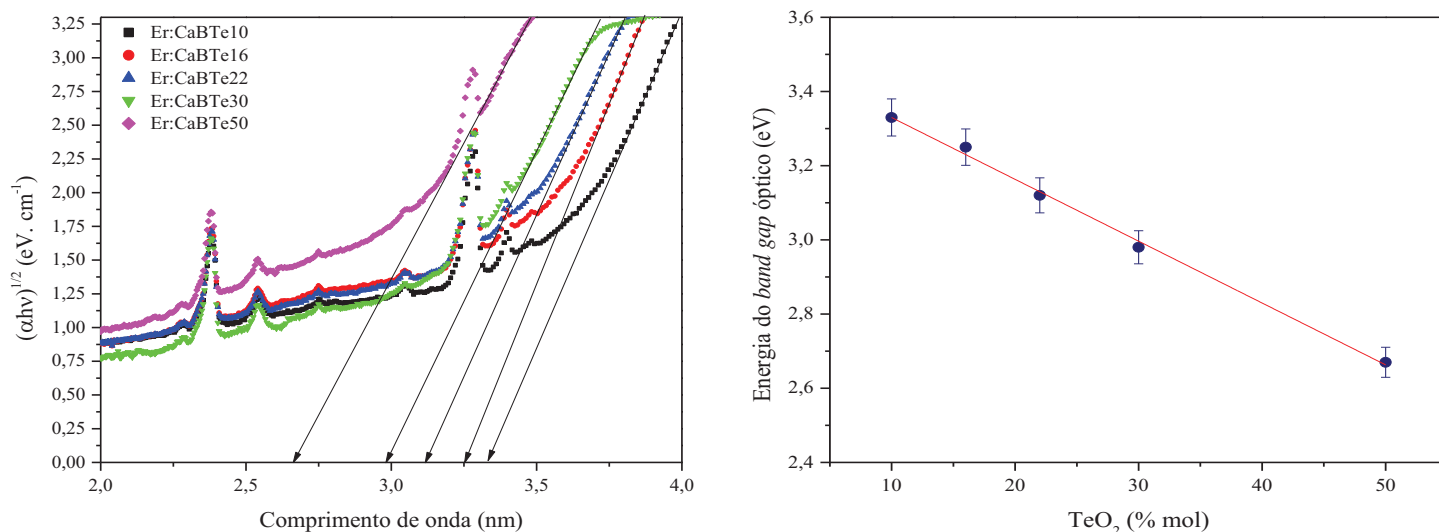 3,25
3,00
2,75
2,50
2,25
2,00
1,75
1,50
1,25
1,00
0,75
0,50
0,25
0,00
(αhν)^1/2 (eV. cm^-1)
Er:CaBTe10
Er:CaBTe16
Er:CaBTe22
Er:CaBTe30
Er:CaBTe50
2,0 2,5 3,0 3,5 4,0
Comprimento de onda (nm)
3,6
3,4
3,2
3,0
2,8
2,6
2,4
Energia do band gap óptico (eV)
10 20 30 40 50
TeO2 (% mol)